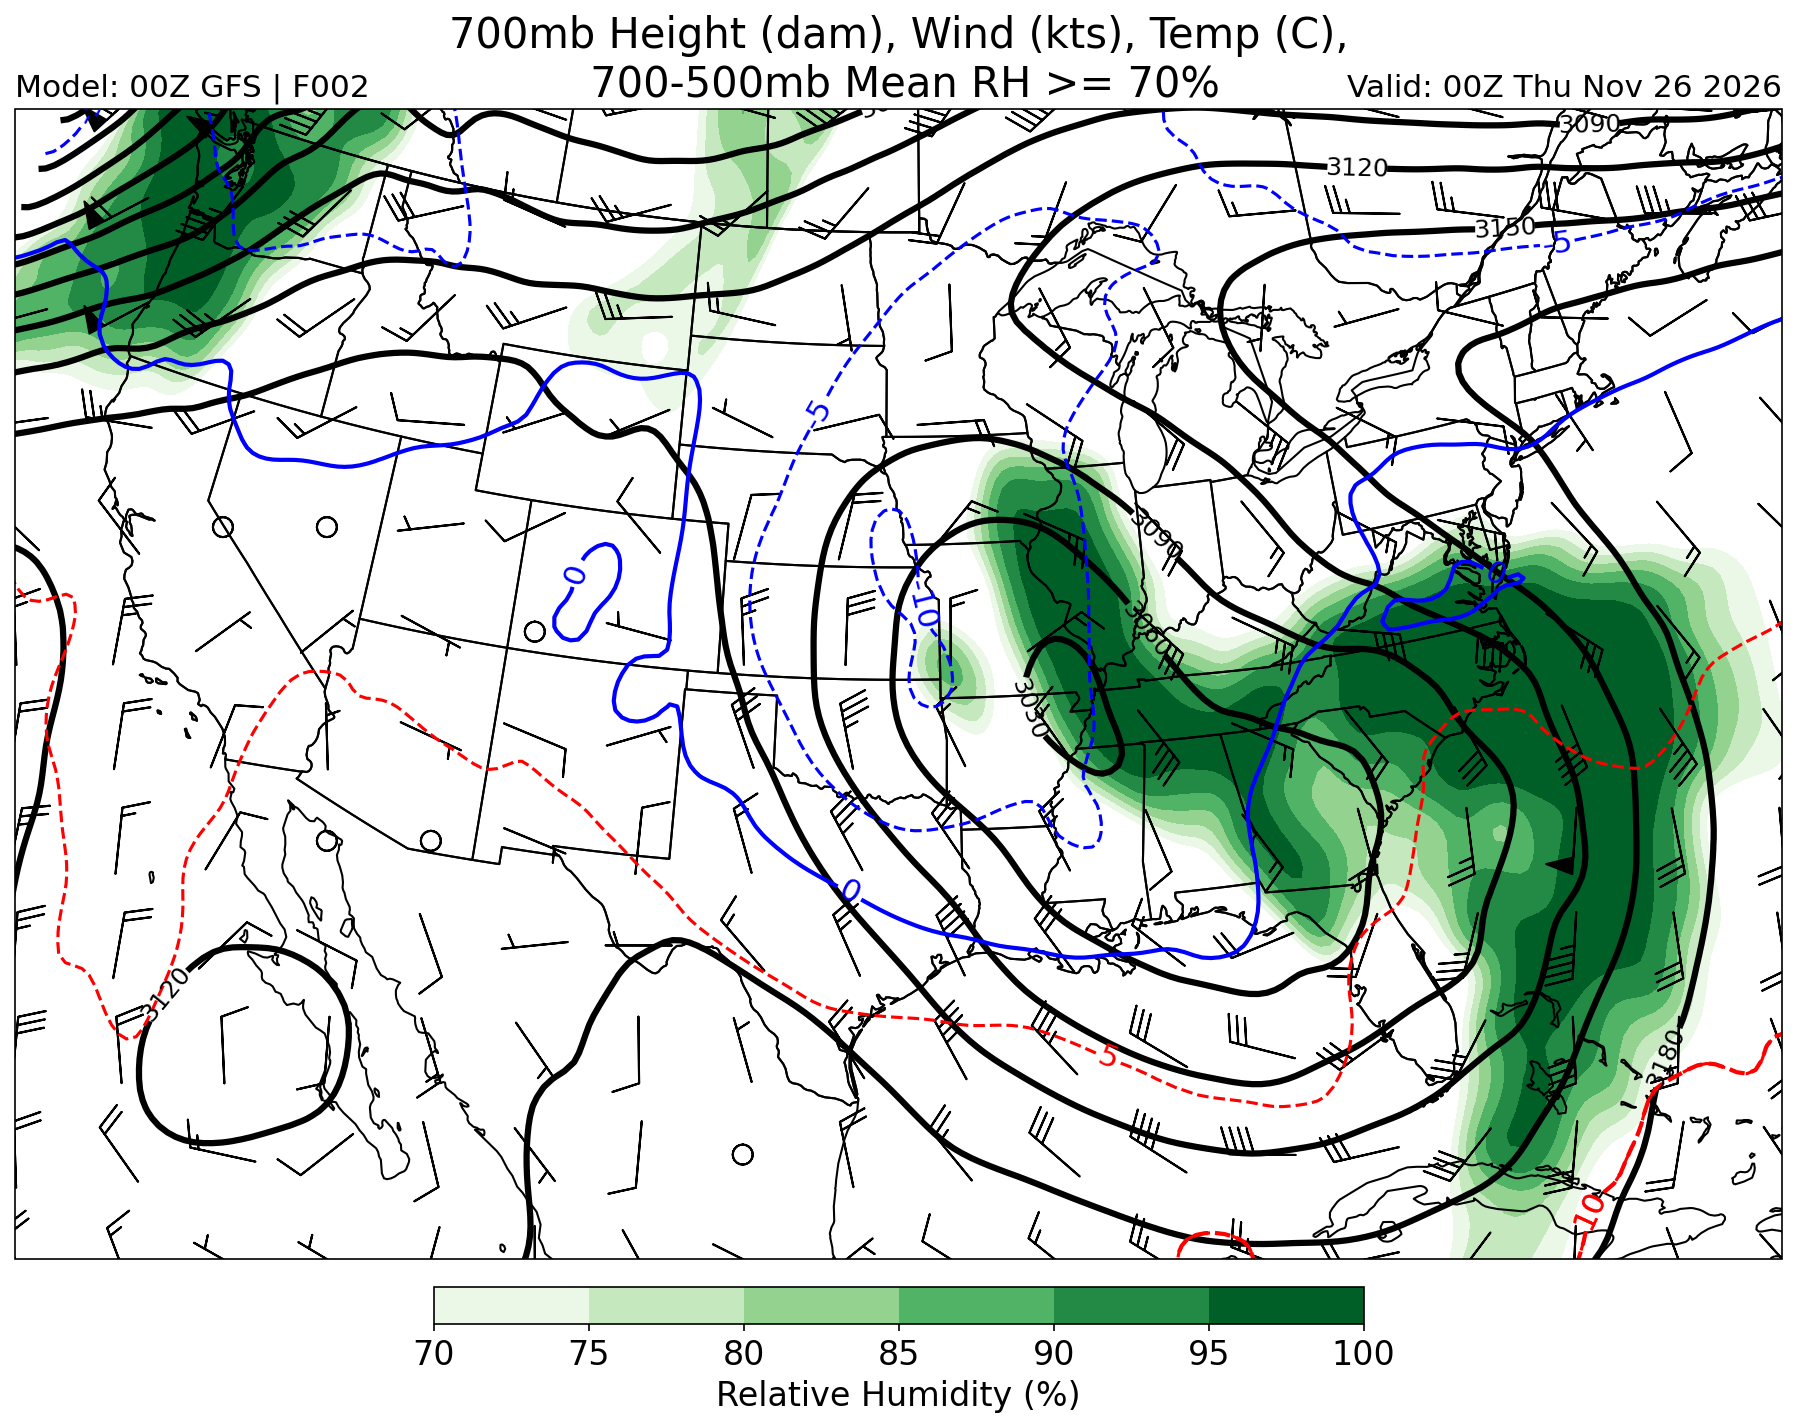 700mb Height (dam), Wind (kts), Temp (C),
700-500mb Mean RH >= 70%
Model: 00Z GFS | F002
Valid: 00Z Thu Nov 26 2026
3090
3120
3150
5
5
3090
0
10
0
3060
3030
0
3120
5
3180
10
70 75 80 85 90 95 100
Relative Humidity (%)